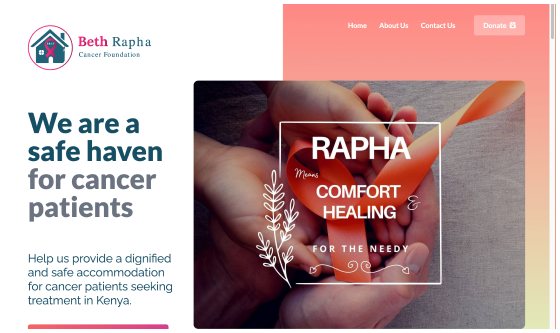 Beth Rapha
Cancer Foundation
Home About Us Contact Us Donate
We are a
safe haven
for cancer
patients
Help us provide a dignified
and safe accommodation
for cancer patients seeking
treatment in Kenya.
RAPHA
Means
COMFORT
&
HEALING
FOR THE NEEDY